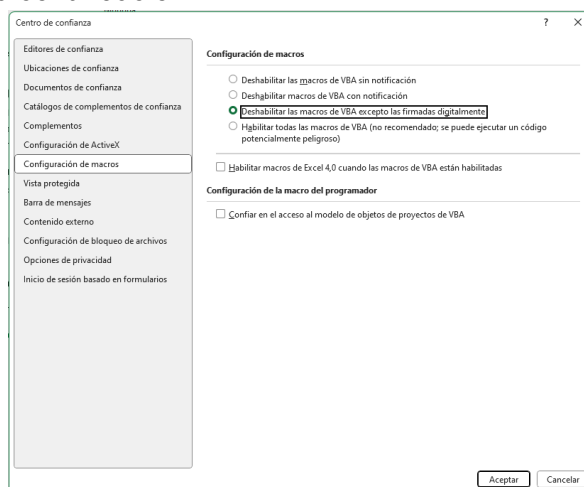 Centro de confianza
?
X
Editores de confianza
Ubicaciones de confianza
Documentos de confianza
Catálogos de complementos de confianza
Complementos
Configuración de ActiveX
Configuración de macros
Vista protegida
Barra de mensajes
Contenido externo
Configuración de bloqueo de archivos
Opciones de privacidad
Inicio de sesión basado en formularios
Configuración de macros
Deshabilitar las macros de VBA sin notificación
Deshabilitar macros de VBA con notificación
Deshabilitar las macros de VBA excepto las firmadas digitalmente
Habilitar todas las macros de VBA (no recomendado; se puede ejecutar un código
potencialmente peligroso)
Habilitar macros de Excel 4,0 cuando las macros de VBA están habilitadas
Configuración de la macro del programador
Confiar en el acceso al modelo de objetos de proyectos de VBA
Aceptar
Cancelar